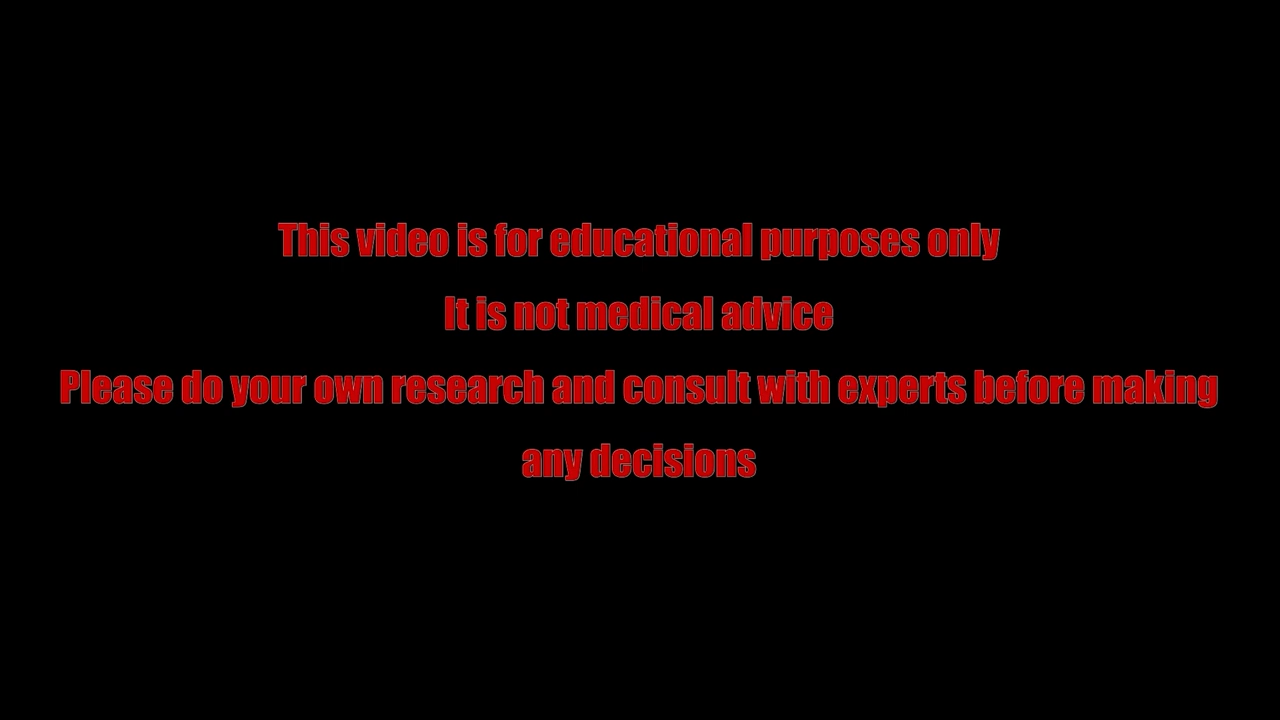 This video is for educational purposes only
It is not medical advice
Please do your own research and consult with experts before making
any decisions